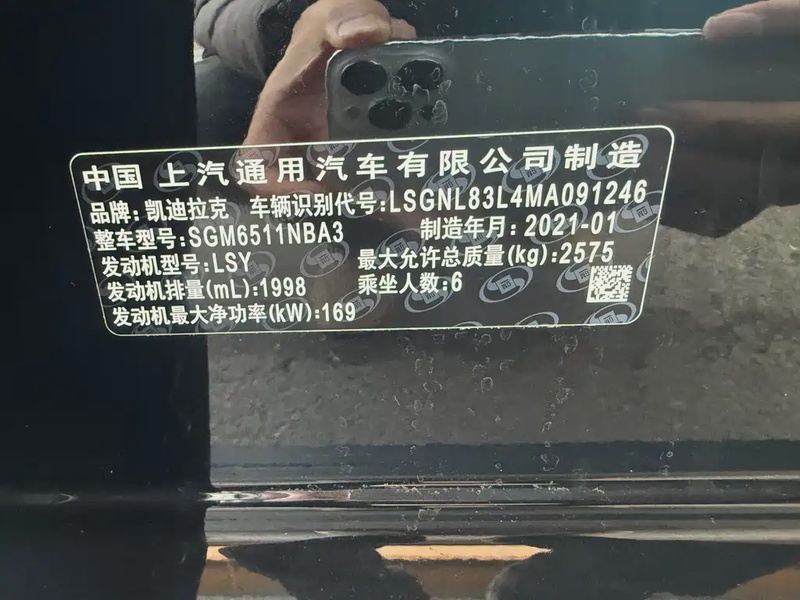 中国 上汽通用汽车有限公司制造
品牌: 凯迪拉克 车辆识别代号:LSGNL83L4MA091246
整车型号:SGM6511NBA3 制造年月: 2021-01
发动机型号:LSY 最大允许总质量(kg):2575
发动机排量(mL):1998 乘坐人数:6
发动机最大净功率(kW):169